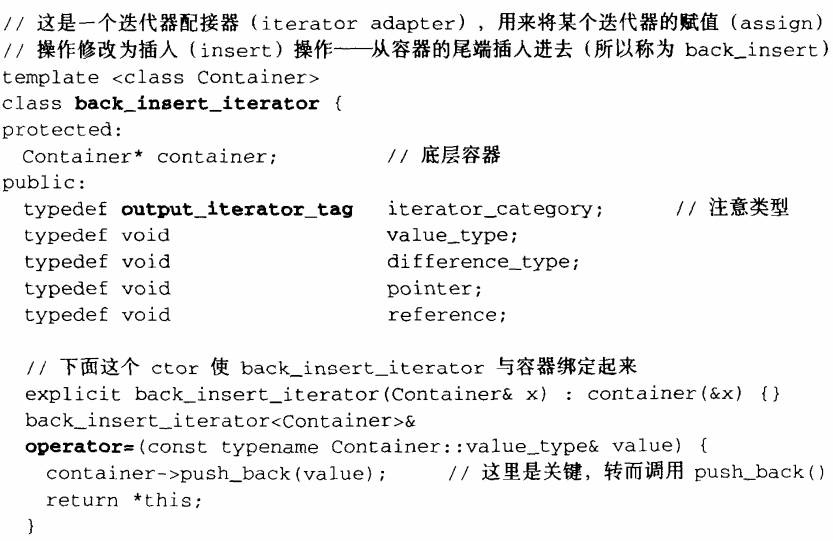 // 这是一个迭代器配接器（iterator adapter），用来将某个迭代器的赋值（assign）
// 操作修改为插入（insert）操作——从容器的尾端插入进去（所以称为 back_insert）
template <class Container>
class back_insert_iterator {
protected:
  Container* container;          // 底层容器
public:
  typedef output_iterator_tag   iterator_category;      // 注意类型
  typedef void                  value_type;
  typedef void                  difference_type;
  typedef void                  pointer;
  typedef void                  reference;
  // 下面这个 ctor 使 back_insert_iterator 与容器绑定起来
  explicit back_insert_iterator(Container& x) : container(&x) {}
  back_insert_iterator<Container>&
  operator=(const typename Container::value_type& value) {
    container->push_back(value);     // 这里是关键，转而调用 push_back()
    return *this;
  }